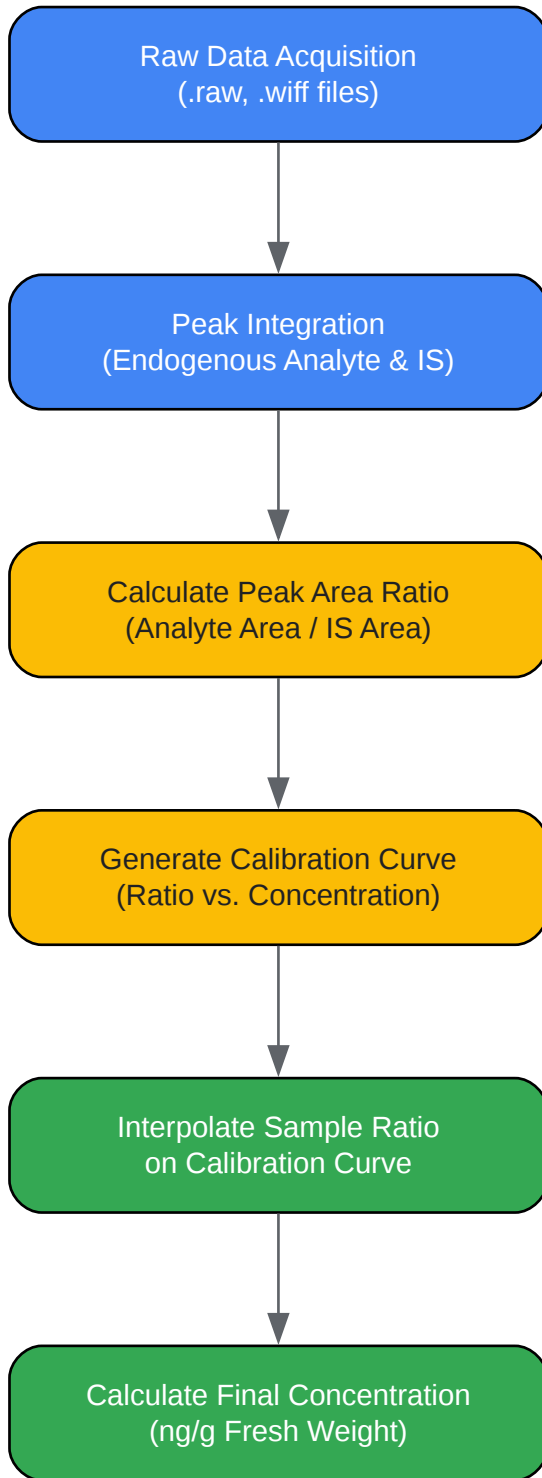 Raw Data Acquisition
(.raw, .wiff files)
Peak Integration
(Endogenous Analyte & IS)
Calculate Peak Area Ratio
(Analyte Area / IS Area)
Generate Calibration Curve
(Ratio vs. Concentration)
Interpolate Sample Ratio
on Calibration Curve
Calculate Final Concentration
(ng/g Fresh Weight)